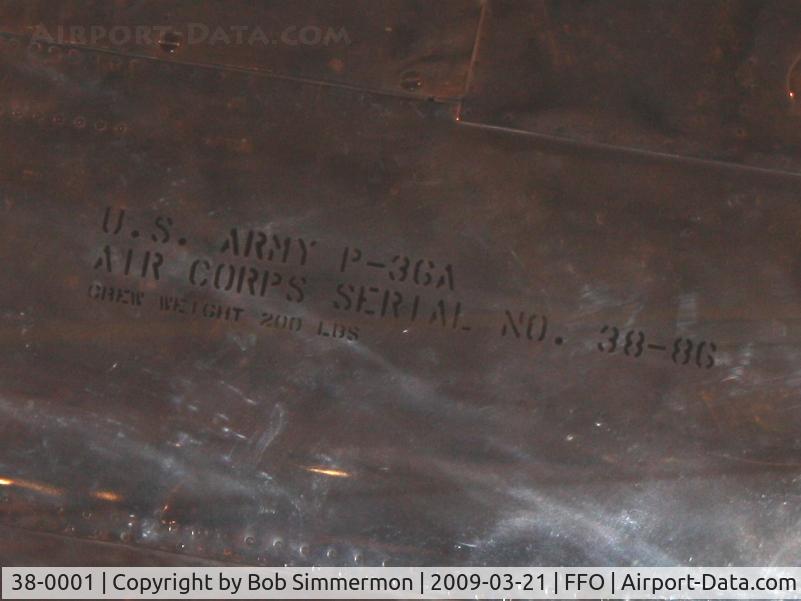 AIRPORT-DATA.COM
U.S. ARMY P-36A
AIR CORPS SERIAL NO. 38-86
CREW WEIGHT 200 LBS
38-0001 | Copyright by Bob Simmermon | 2009-03-21 | FFO | Airport-Data.com